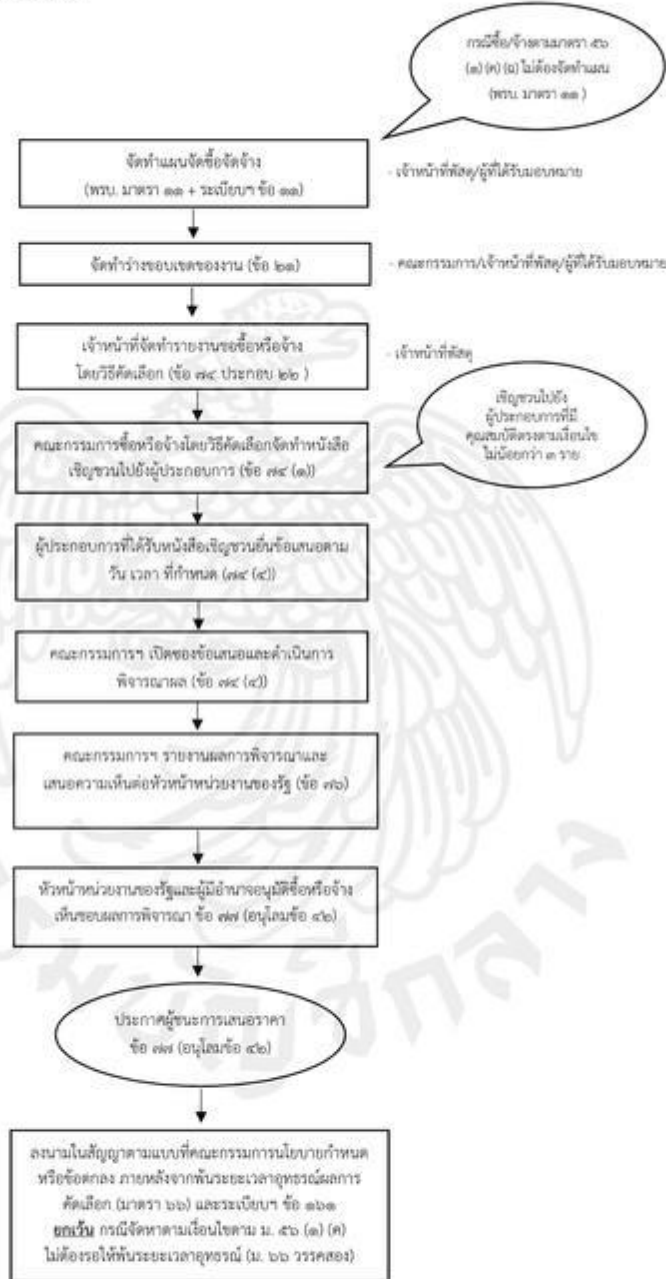 กรณีซื้อ/จ้างตามมาตรา ๕๖
(๑) (ค) (ฉ) ไม่ต้องจัดทำแผน
(พรบ. มาตรา ๑๑ )
จัดทำแผนจัดซื้อจัดจ้าง
(พรบ. มาตรา ๑๑ + ระเบียบฯ ข้อ ๑๑)
- เจ้าหน้าที่พัสดุ/ผู้ที่ได้รับมอบหมาย
จัดทำร่างขอบเขตของงาน (ข้อ ๒๑)
- คณะกรรมการ/เจ้าหน้าที่พัสดุ/ผู้ที่ได้รับมอบหมาย
เจ้าหน้าที่จัดทำรายงานขอซื้อหรือจ้าง
โดยวิธีคัดเลือก (ข้อ ๗๔ ประกอบ ๒๒ )
- เจ้าหน้าที่พัสดุ
เชิญชวนไปยัง
ผู้ประกอบการที่มี
คุณสมบัติตรงตามเงื่อนไข
ไม่น้อยกว่า ๓ ราย
คณะกรรมการซื้อหรือจ้างโดยวิธีคัดเลือกจัดทำหนังสือ
เชิญชวนไปยังผู้ประกอบการ (ข้อ ๗๔ (๑))
ผู้ประกอบการที่ได้รับหนังสือเชิญชวนยื่นข้อเสนอตาม
วัน เวลา ที่กำหนด (๗๔ (๔))
คณะกรรมการฯ เปิดซองข้อเสนอและดำเนินการ
พิจารณาผล (ข้อ ๗๔ (๔))
คณะกรรมการฯ รายงานผลการพิจารณาและ
เสนอความเห็นต่อหัวหน้าหน่วยงานของรัฐ (ข้อ ๗๖)
หัวหน้าหน่วยงานของรัฐและผู้มีอำนาจอนุมัติซื้อหรือจ้าง
เห็นชอบผลการพิจารณา ข้อ ๗๗ (อนุโลมข้อ ๔๒)
ประกาศผู้ชนะการเสนอราคา
ข้อ ๗๗ (อนุโลมข้อ ๔๒)
ลงนามในสัญญาตามแบบที่คณะกรรมการนโยบายกำหนด
หรือข้อตกลง ภายหลังจากพ้นระยะเวลาอุทธรณ์ผลการ
คัดเลือก (มาตรา ๖๖) และระเบียบฯ ข้อ ๑๖๑
ยกเว้น กรณีจัดหาตามเงื่อนไขตาม ม. ๕๖ (๑) (ค)
ไม่ต้องรอให้พ้นระยะเวลาอุทธรณ์ (ม. ๖๖ วรรคสอง)